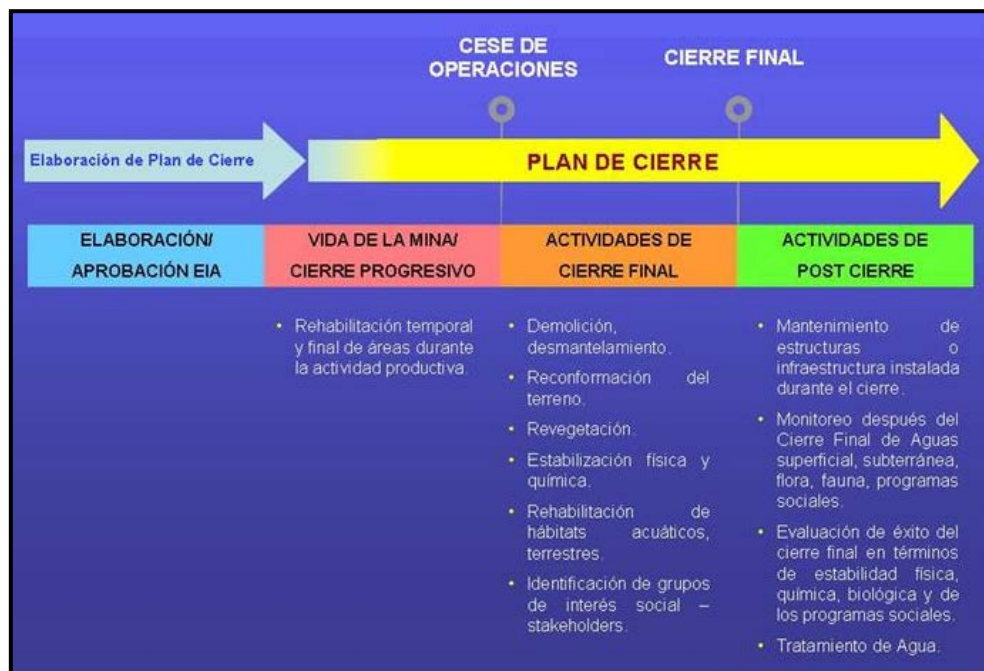 CESE DE
OPERACIONES
CIERRE FINAL
Elaboración de Plan de Cierre
PLAN DE CIERRE
ELABORACIÓN/
APROBACIÓN EIA
VIDA DE LA MINA/
CIERRE PROGRESIVO
ACTIVIDADES DE
CIERRE FINAL
ACTIVIDADES DE
POST CIERRE
• Rehabilitación temporal
y final de áreas durante
la actividad productiva.
• Demolición,
desmantelamiento.
• Reconformación del
terreno.
• Revegetación.
• Estabilización física y
química.
• Rehabilitación de
hábitats acuáticos,
terrestres.
• Identificación de grupos
de interés social –
stakeholders.
• Mantenimiento de
estructuras o
infraestructura instalada
durante el cierre.
• Monitoreo después del
Cierre Final de Aguas
superficial, subterránea,
flora, fauna, programas
sociales.
• Evaluación de éxito del
cierre final en términos
de estabilidad física,
química, biológica y de
los programas sociales.
• Tratamiento de Agua.